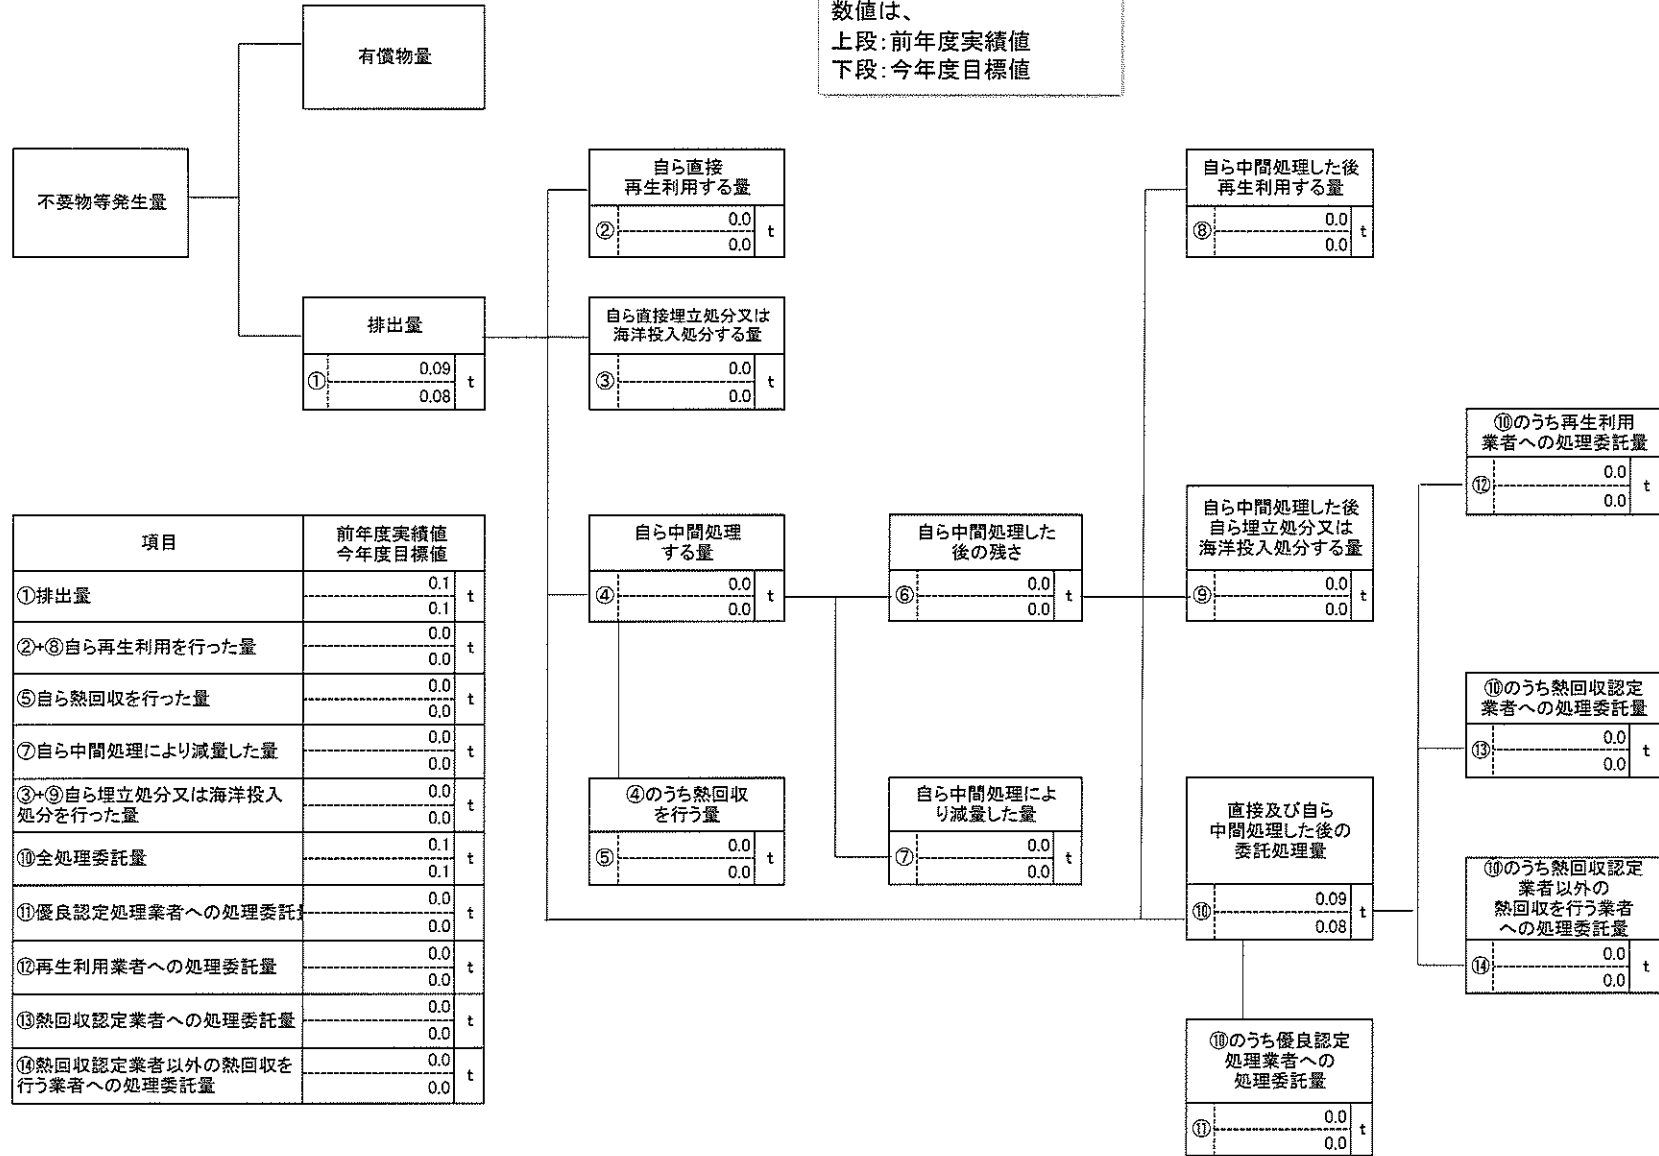 数値は、
上段：前年度実績値
下段：今年度目標値
有償物量
不要物等発生量
排出量
① 0.09 t
0.08
自ら直接
再生利用する量
② 0.0 t
0.0
自ら直接埋立処分又は
海洋投入処分する量
③ 0.0 t
0.0
自ら中間処理
する量
④ 0.0 t
0.0
④のうち熱回収
を行う量
⑤ 0.0 t
0.0
自ら中間処理した
後の残さ
⑥ 0.0 t
0.0
自ら中間処理によ
り減量した量
⑦ 0.0 t
0.0
自ら中間処理した後
再生利用する量
⑧ 0.0 t
0.0
自ら中間処理した後
自ら埋立処分又は
海洋投入処分する量
⑨ 0.0 t
0.0
直接及び自ら
中間処理した後の
委託処理量
⑩ 0.09 t
0.08
⑩のうち優良認定
処理業者への
処理委託量
⑪ 0.0 t
0.0
⑩のうち再生利用
業者への処理委託量
⑫ 0.0 t
0.0
⑩のうち熱回収認定
業者への処理委託量
⑬ 0.0 t
0.0
⑩のうち熱回収認定
業者以外の
熱回収を行う業者
への処理委託量
⑭ 0.0 t
0.0
項目 前年度実績値
今年度目標値
①排出量 0.1 t
0.1
②+⑧自ら再生利用を行った量 0.0 t
0.0
⑤自ら熱回収を行った量 0.0 t
0.0
⑦自ら中間処理により減量した量 0.0 t
0.0
③+⑨自ら埋立処分又は海洋投入
処分を行った量 0.0 t
0.0
⑩全処理委託量 0.1 t
0.1
⑪優良認定処理業者への処理委託 0.0 t
0.0
⑫再生利用業者への処理委託量 0.0 t
0.0
⑬熱回収認定業者への処理委託量 0.0 t
0.0
⑭熱回収認定業者以外の熱回収を
行う業者への処理委託量 0.0 t
0.0